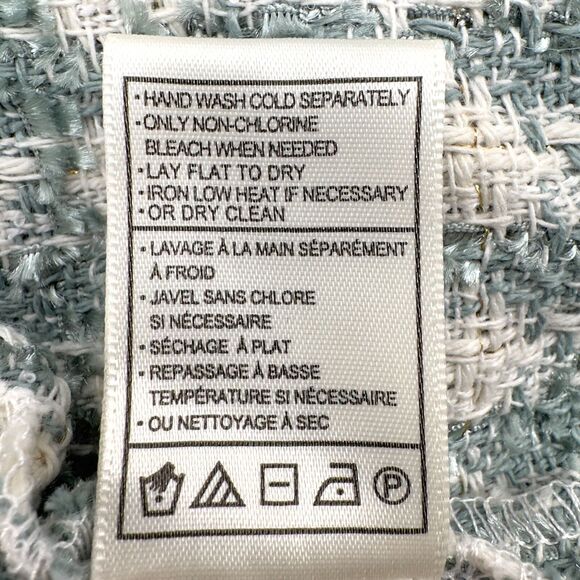 · HAND WASH COLD SEPARATELY
· ONLY NON-CHLORINE
BLEACH WHEN NEEDED
· LAY FLAT TO DRY
· IRON LOW HEAT IF NECESSARY
· OR DRY CLEAN
· LAVAGE À LA MAIN SÉPARÉMENT
À FROID
· JAVEL SANS CHLORE
SI NÉCESSAIRE
· SÉCHAGE À PLAT
· REPASSAGE À BASSE
TEMPÉRATURE SI NÉCESSAIRE
· OU NETTOYAGE À SEC
P